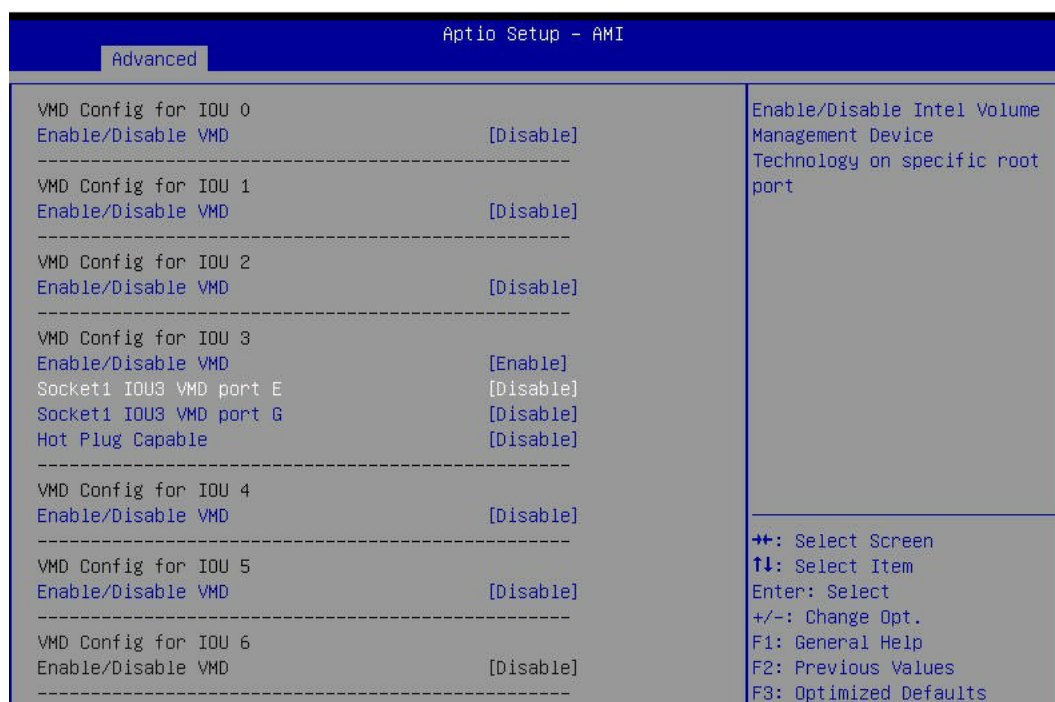 Aptio Setup – AMI
Advanced
VMD Config for IOU 0
Enable/Disable VMD [Disable]
--------------------------------------------------
VMD Config for IOU 1
Enable/Disable VMD [Disable]
--------------------------------------------------
VMD Config for IOU 2
Enable/Disable VMD [Disable]
--------------------------------------------------
VMD Config for IOU 3
Enable/Disable VMD [Enable]
Socket1 IOU3 VMD port E [Disable]
Socket1 IOU3 VMD port G [Disable]
Hot Plug Capable [Disable]
--------------------------------------------------
VMD Config for IOU 4
Enable/Disable VMD [Disable]
--------------------------------------------------
VMD Config for IOU 5
Enable/Disable VMD [Disable]
--------------------------------------------------
VMD Config for IOU 6
Enable/Disable VMD [Disable]
--------------------------------------------------
Enable/Disable Intel Volume
Management Device
Technology on specific root
port
→←: Select Screen
↑↓: Select Item
Enter: Select
+/-: Change Opt.
F1: General Help
F2: Previous Values
F3: Optimized Defaults